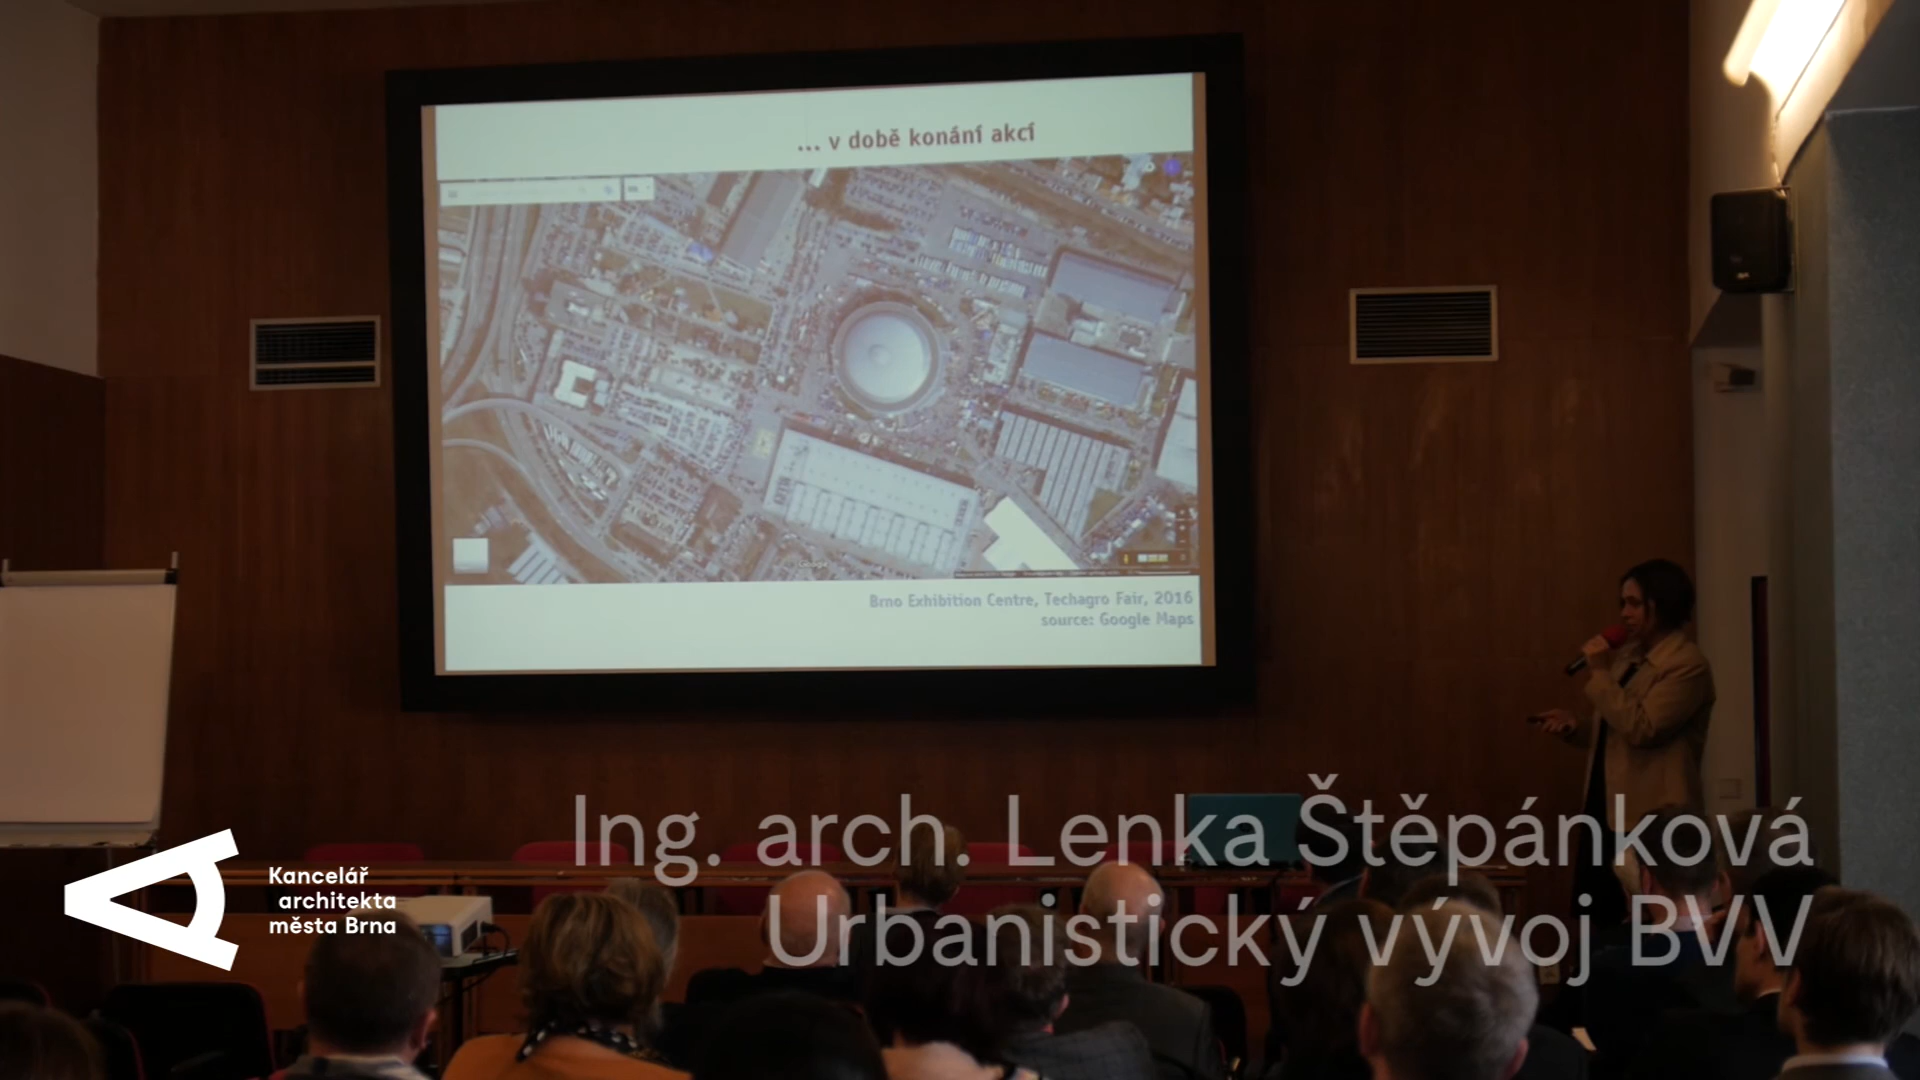 ... v době konání akcí
Google
Brno Exhibition Centre, Techagro Fair, 2016
source: Google Maps
Ing. arch. Lenka Štěpánková
Urbanistický vývoj BVV
Kancelář
architekta
města Brna